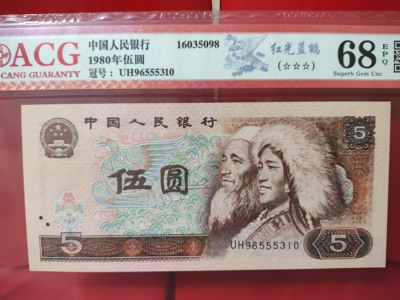 ACG
CANG GUARANTY
中国人民银行 16035098
1980年伍圆
冠号：UH96555310
红光蓝鹤
(☆☆☆)
68
EPQ
Superb Gem Unc
中国人民银行
5
伍圆
UH96555310
5
5